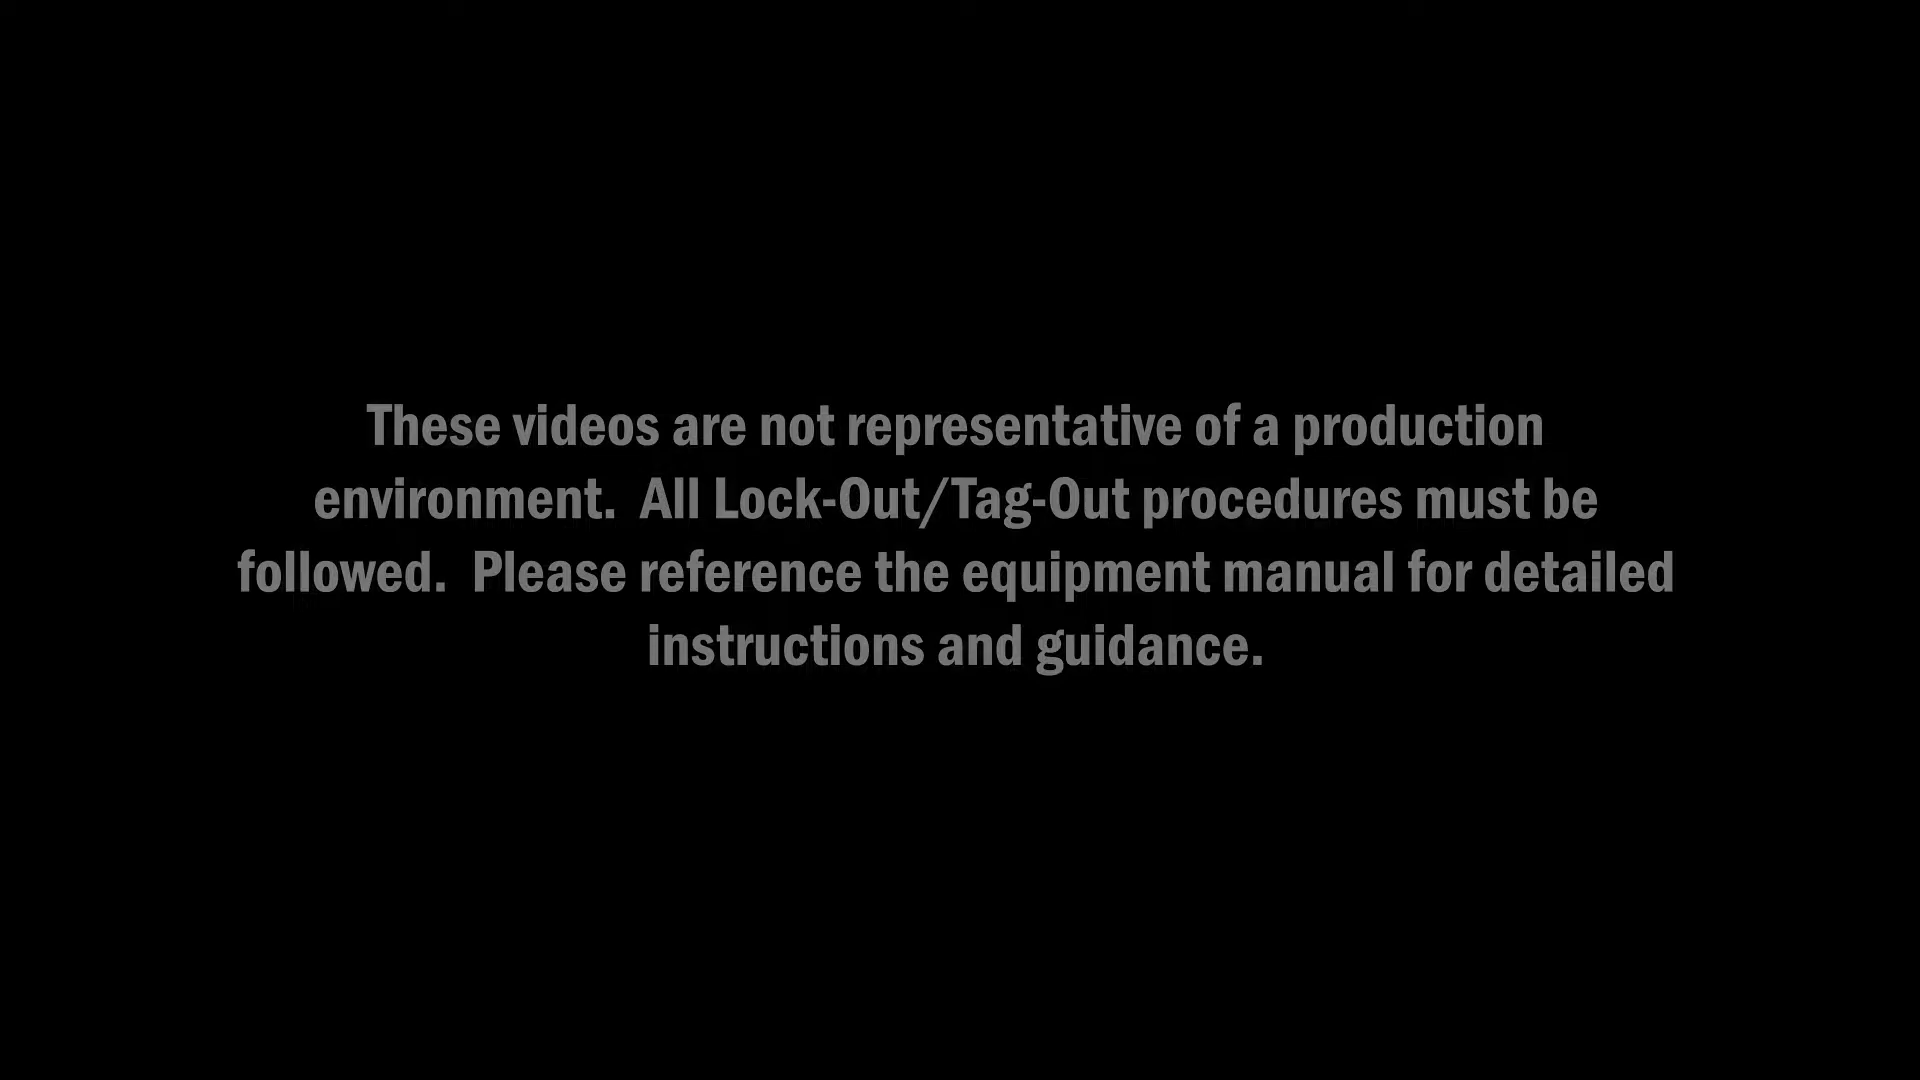 These videos are not representative of a production
environment.  All Lock-Out/Tag-Out procedures must be
followed.  Please reference the equipment manual for detailed
instructions and guidance.